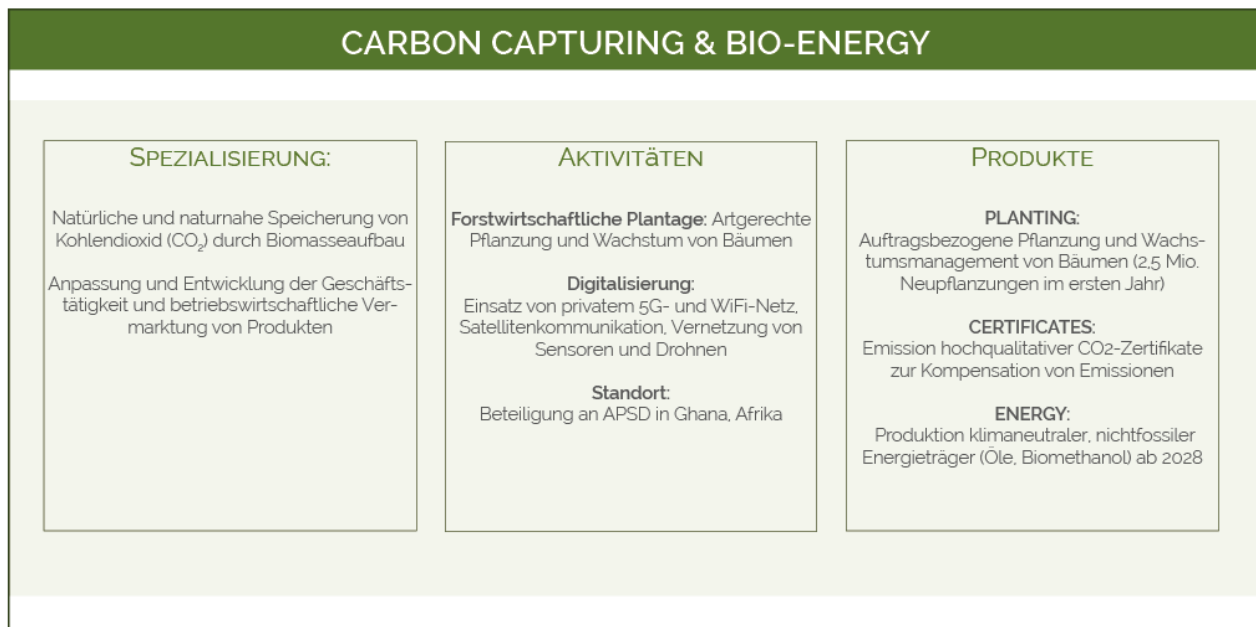 CARBON CAPTURING & BIO-ENERGY
SPEZIALISIERUNG:
Natürliche und naturnahe Speicherung von
Kohlendioxid (CO₂) durch Biomasseaufbau
Anpassung und Entwicklung der Geschäfts-
tätigkeit und betriebswirtschaftliche Ver-
marktung von Produkten
AKTIVITäTEN
Forstwirtschaftliche Plantage: Artgerechte
Pflanzung und Wachstum von Bäumen
Digitalisierung:
Einsatz von privatem 5G- und WiFi-Netz,
Satellitenkommunikation, Vernetzung von
Sensoren und Drohnen
Standort:
Beteiligung an APSD in Ghana, Afrika
PRODUKTE
PLANTING:
Auftragsbezogene Pflanzung und Wachs-
tumsmanagement von Bäumen (2,5 Mio.
Neupflanzungen im ersten Jahr)
CERTIFICATES:
Emission hochqualitativer CO2-Zertifikate
zur Kompensation von Emissionen
ENERGY:
Produktion klimaneutraler, nichtfossiler
Energieträger (Öle, Biomethanol) ab 2028